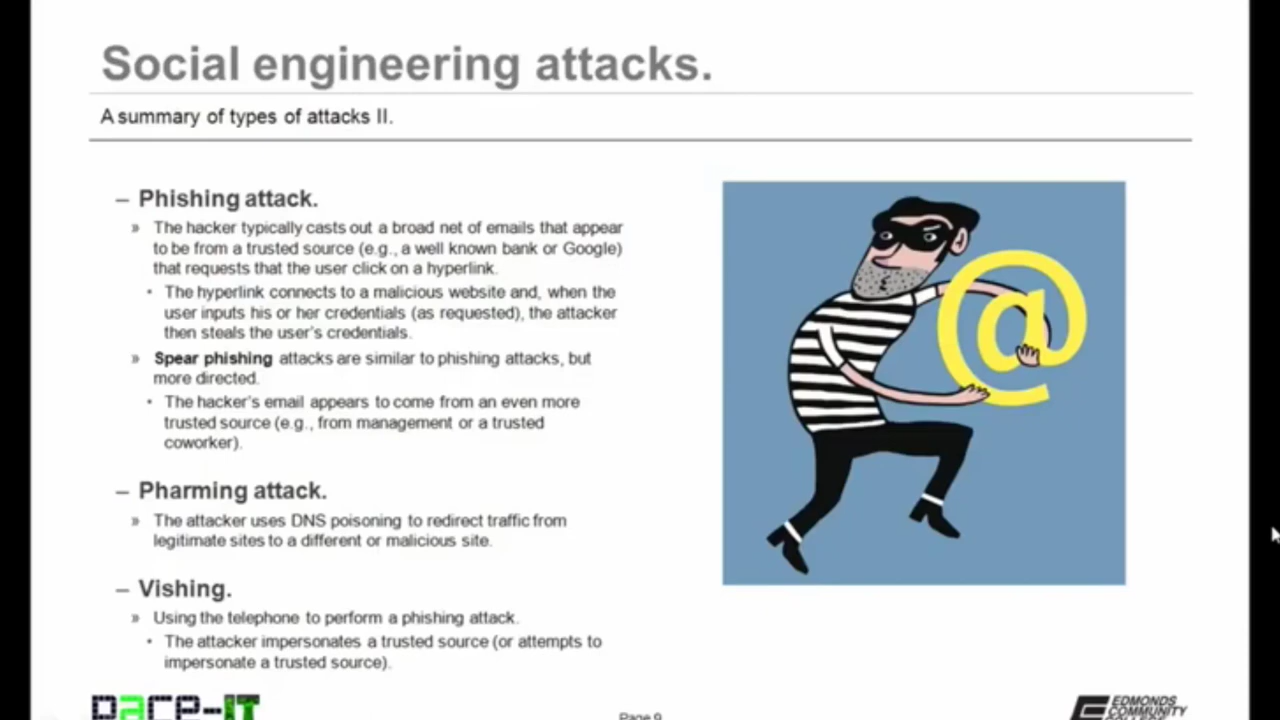 Social engineering attacks.
A summary of types of attacks II.
– Phishing attack.
» The hacker typically casts out a broad net of emails that appear
to be from a trusted source (e.g., a well known bank or Google)
that requests that the user click on a hyperlink.
• The hyperlink connects to a malicious website and, when the
user inputs his or her credentials (as requested), the attacker
then steals the user's credentials.
» Spear phishing attacks are similar to phishing attacks, but
more directed.
• The hacker's email appears to come from an even more
trusted source (e.g., from management or a trusted
coworker).
– Pharming attack.
» The attacker uses DNS poisoning to redirect traffic from
legitimate sites to a different or malicious site.
– Vishing.
» Using the telephone to perform a phishing attack.
• The attacker impersonates a trusted source (or attempts to
impersonate a trusted source).
@
pace-IT
Page 9
EDMONDS
COMMUNITY